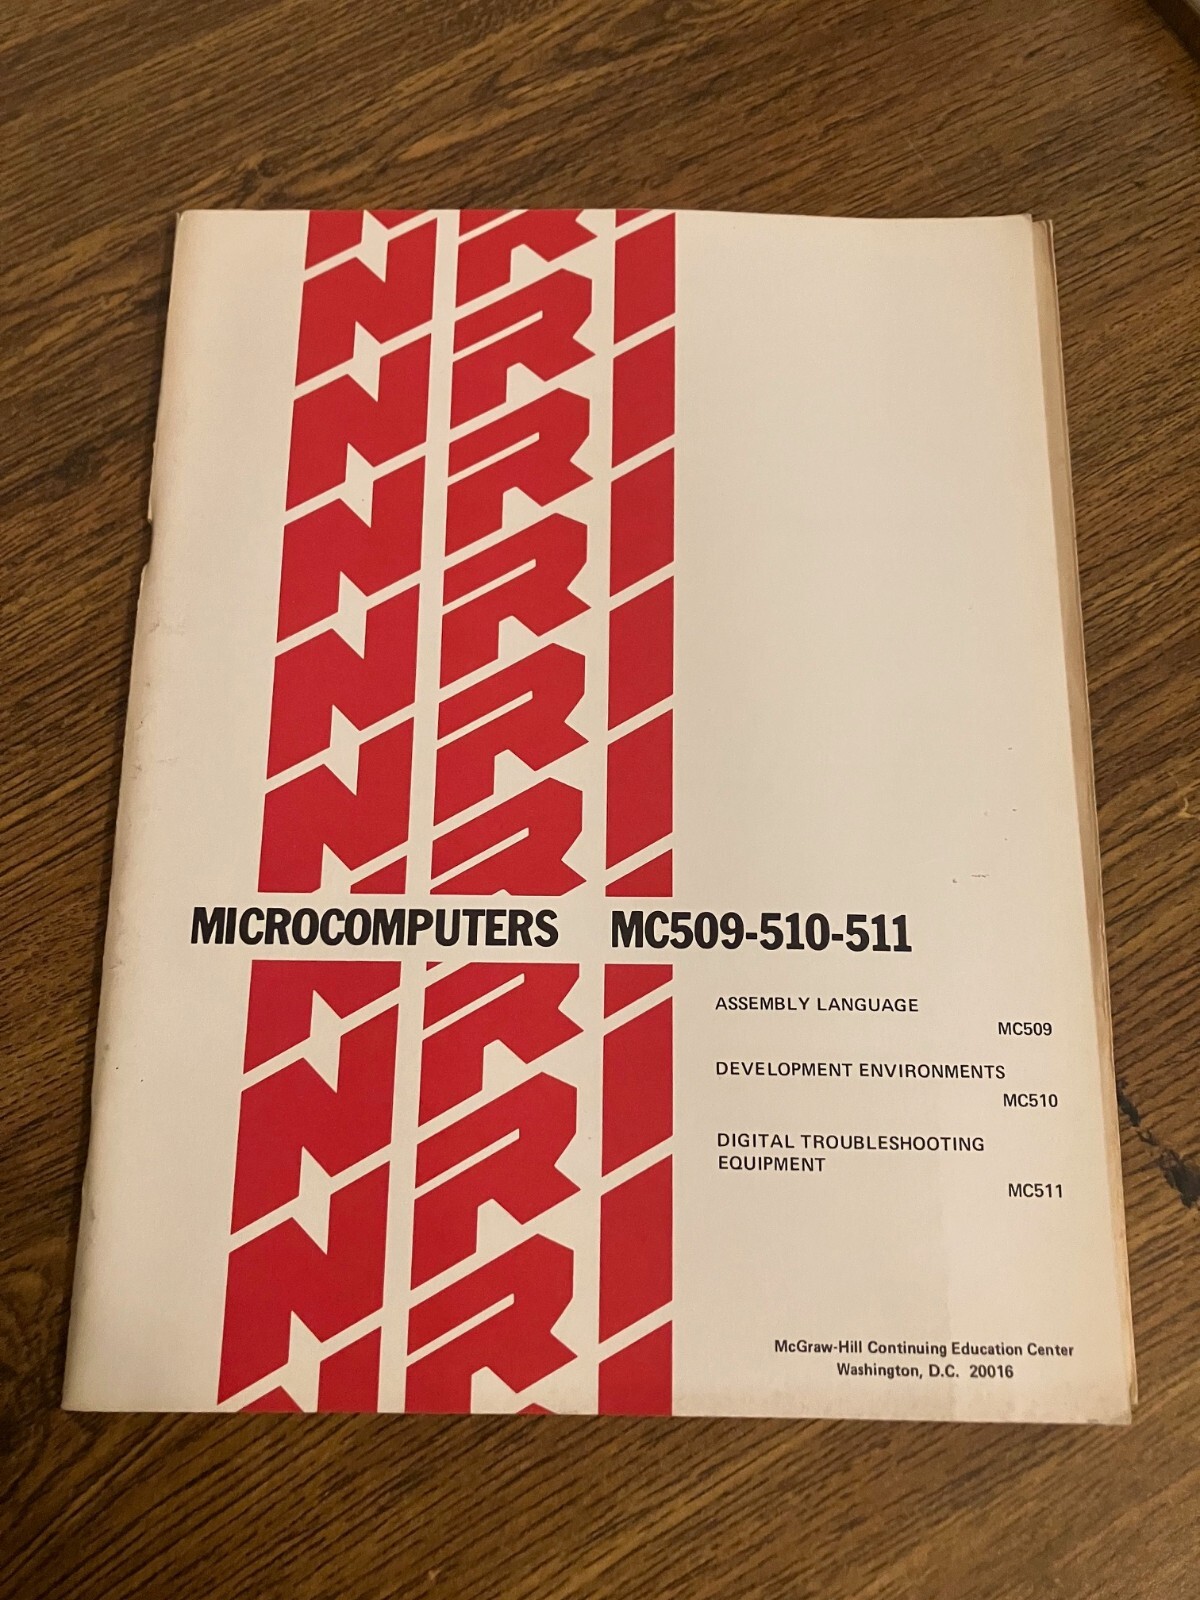 NRI
NRI
NRI
NRI
NRI
NRI
MICROCOMPUTERS MC509-510-511
NRI
NRI
NRI
ASSEMBLY LANGUAGE
MC509
DEVELOPMENT ENVIRONMENTS
MC510
DIGITAL TROUBLESHOOTING
EQUIPMENT
MC511
McGraw-Hill Continuing Education Center
Washington, D.C. 20016